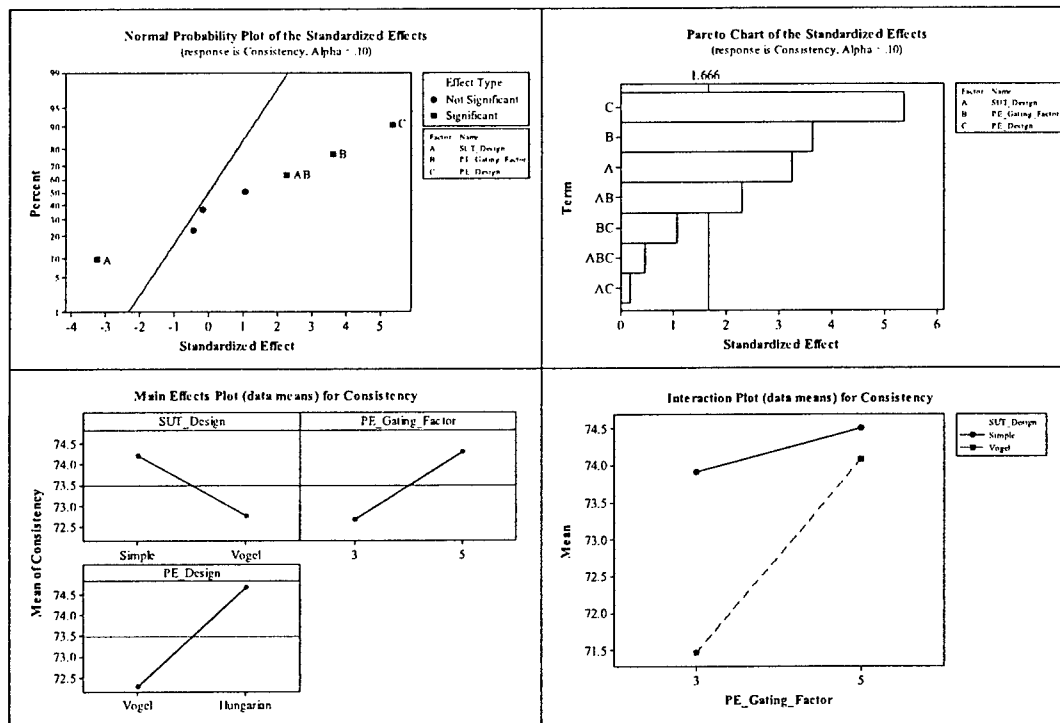 Normal Probability Plot of the Standardized Effects
(response is Consistency, Alpha = .10)
99
95
90
80
70
60
50
40
30
20
10
5
1
Percent
-4 -3 -2 -1 0 1 2 3 4 5
Standardized Effect
A
AB
B
C
Effect Type
Not Significant
Significant
Factor Name
A SUT_Design
B PE_Gating_Factor
C PE_Design
Pareto Chart of the Standardized Effects
(response is Consistency, Alpha = .10)
1.666
Term
C
B
A
AB
BC
ABC
AC
0 1 2 3 4 5 6
Standardized Effect
Factor Name
A SUT_Design
B PE_Gating_Factor
C PE_Design
Main Effects Plot (data means) for Consistency
SUT_Design PE_Gating_Factor
74.5
74.0
73.5
73.0
72.5
Simple Vogel 3 5
PE_Design
74.5
74.0
73.5
73.0
72.5
Vogel Hungarian
Mean of Consistency
Interaction Plot (data means) for Consistency
74.5
74.0
73.5
73.0
72.5
72.0
71.5
Mean
3 5
PE_Gating_Factor
SUT_Design
Simple
Vogel